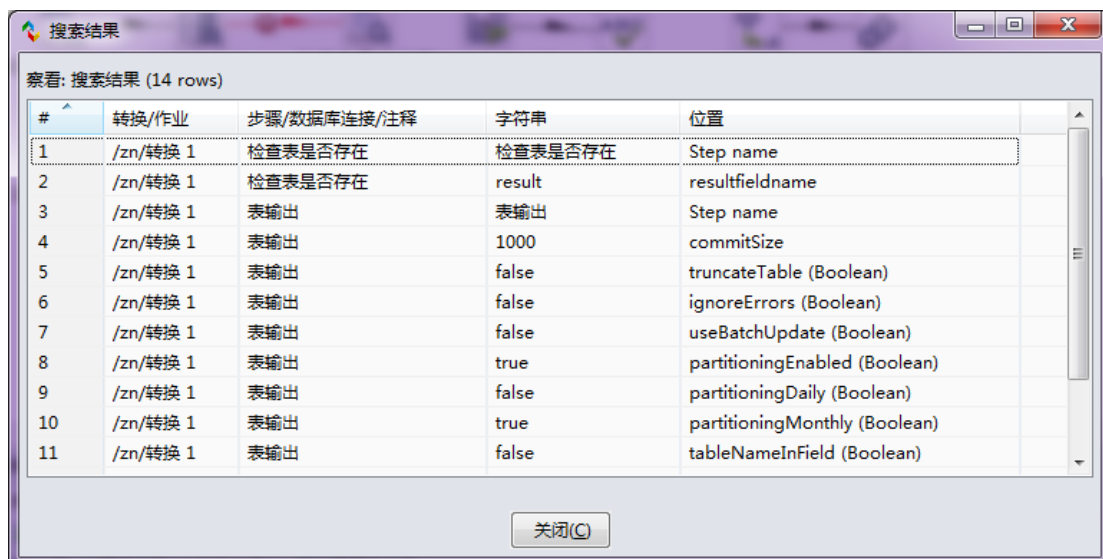 搜索结果
察看: 搜索结果 (14 rows)
# 转换/作业 步骤/数据库连接/注释 字符串 位置
1 /zn/转换 1 检查表是否存在 检查表是否存在 Step name
2 /zn/转换 1 检查表是否存在 result resultfieldname
3 /zn/转换 1 表输出 表输出 Step name
4 /zn/转换 1 表输出 1000 commitSize
5 /zn/转换 1 表输出 false truncateTable (Boolean)
6 /zn/转换 1 表输出 false ignoreErrors (Boolean)
7 /zn/转换 1 表输出 false useBatchUpdate (Boolean)
8 /zn/转换 1 表输出 true partitioningEnabled (Boolean)
9 /zn/转换 1 表输出 false partitioningDaily (Boolean)
10 /zn/转换 1 表输出 true partitioningMonthly (Boolean)
11 /zn/转换 1 表输出 false tableNameInField (Boolean)
关闭(C)